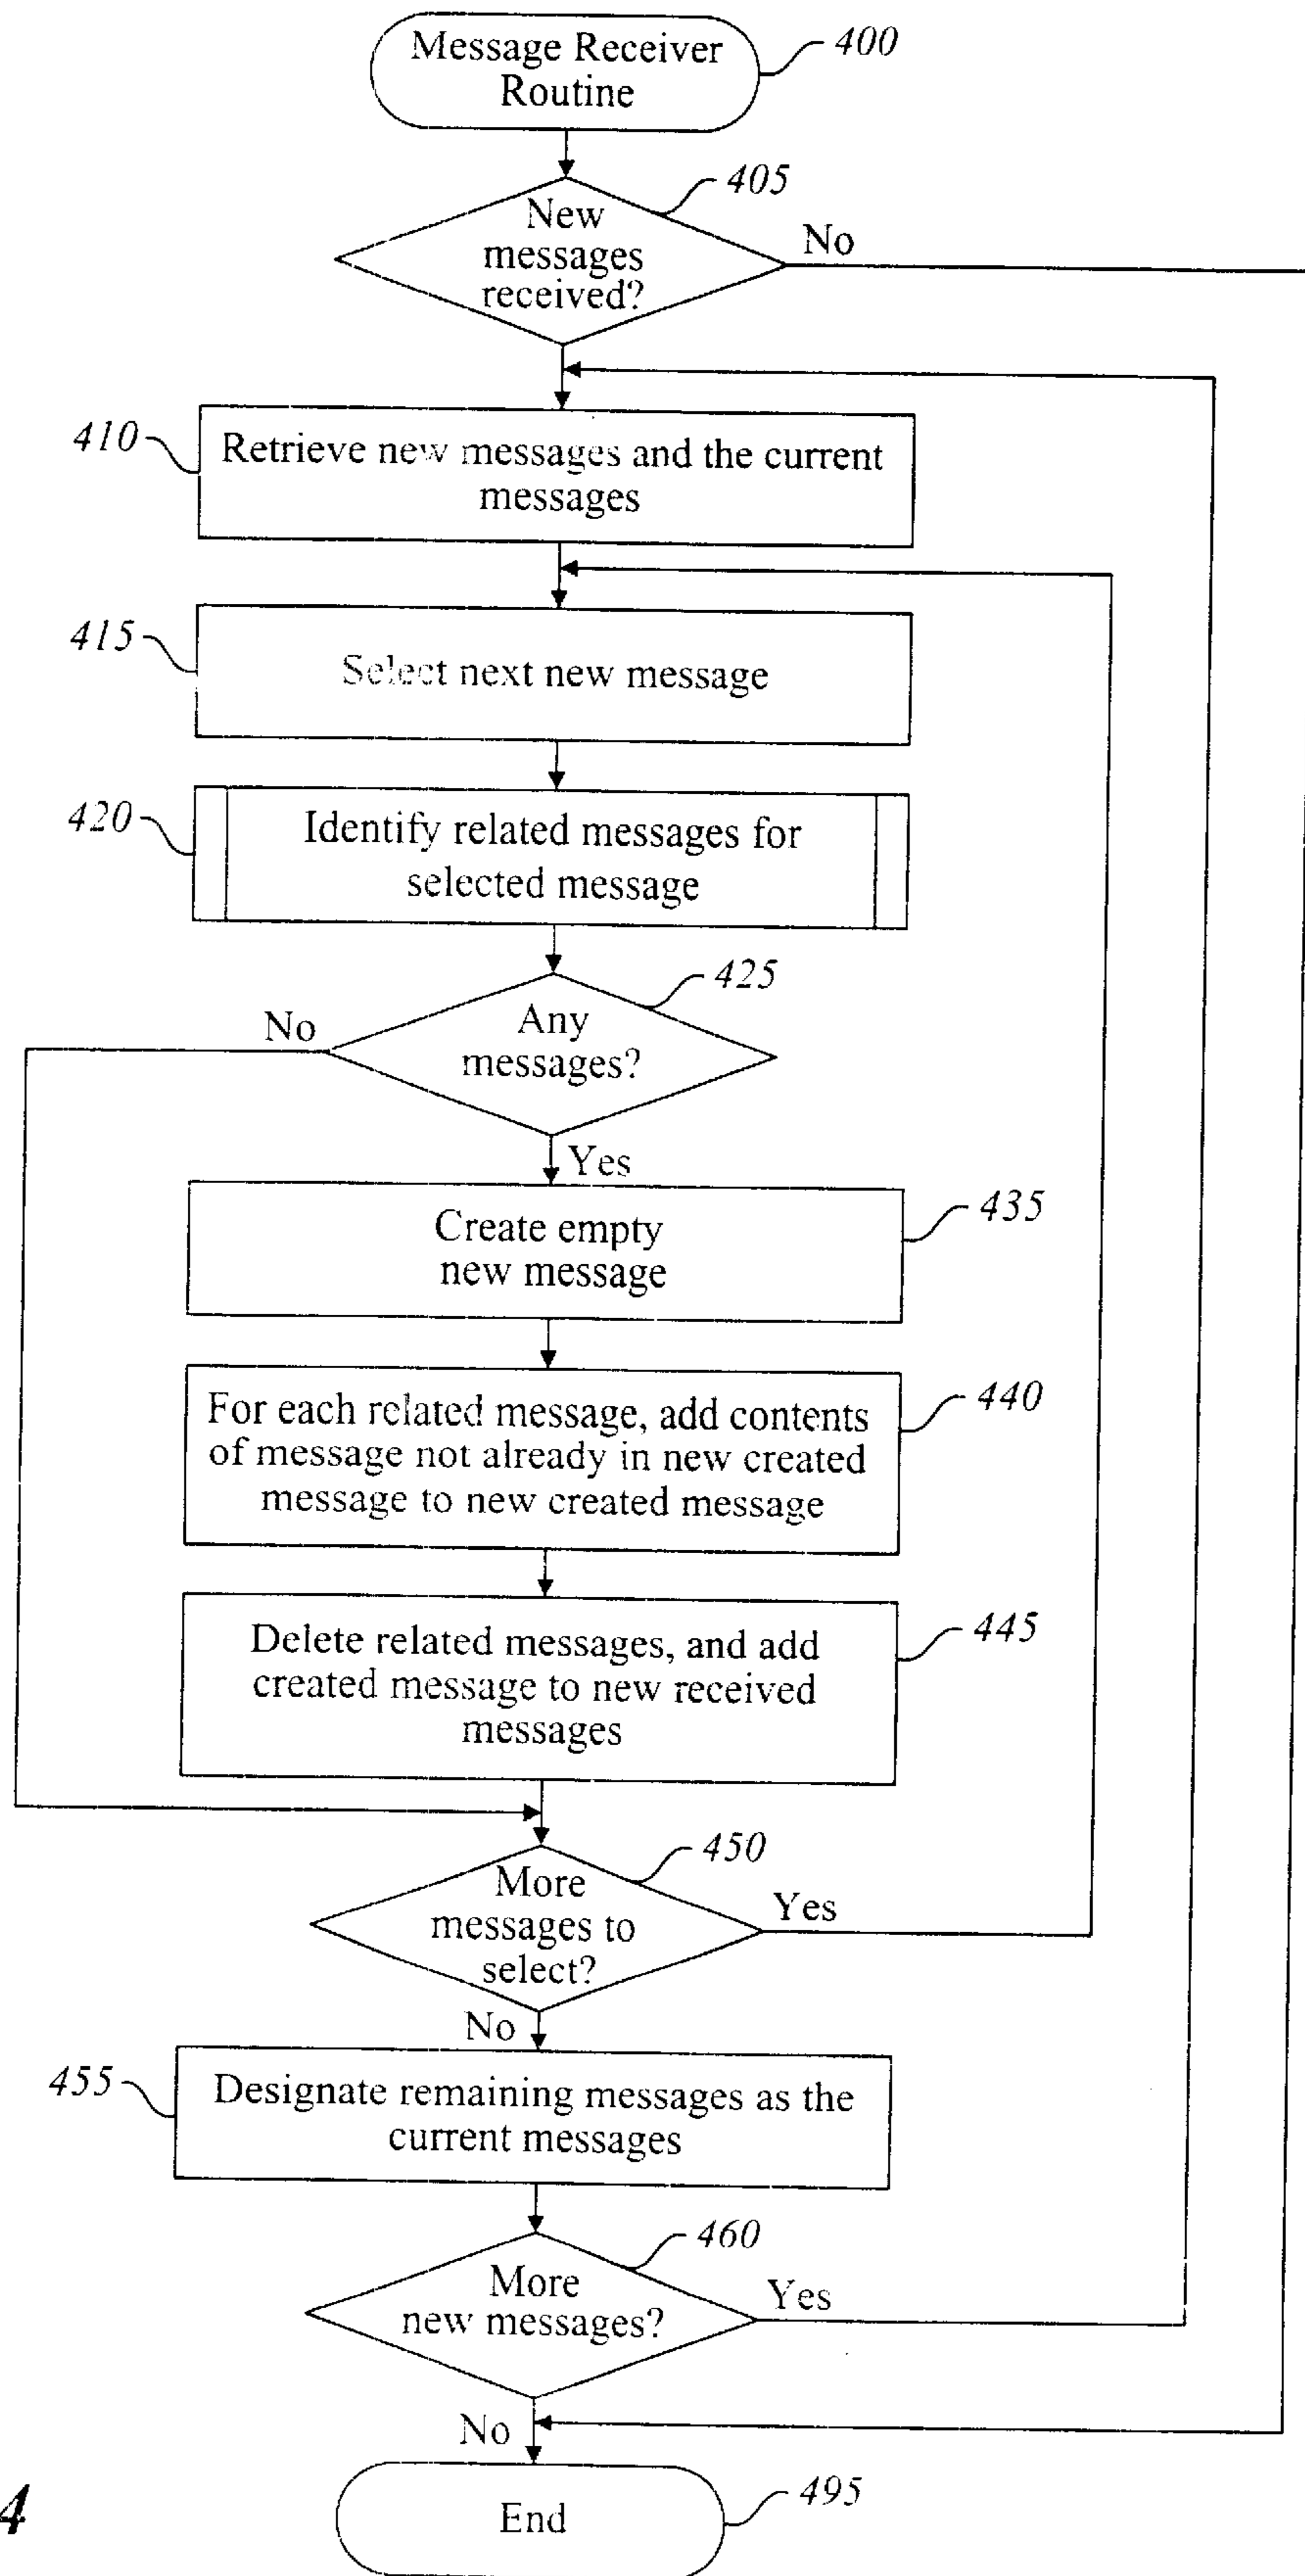 Message Receiver
Routine
400
405
New
messages
received?
No
410
Retrieve new messages and the current
messages
415
Select next new message
420
Identify related messages for
selected message
425
No
Any
messages?
Yes
435
Create empty
new message
440
For each related message, add contents
of message not already in new created
message to new created message
445
Delete related messages, and add
created message to new received
messages
450
More
messages to
select?
Yes
No
455
Designate remaining messages as the
current messages
460
More
new messages?
Yes
No
495
End
4